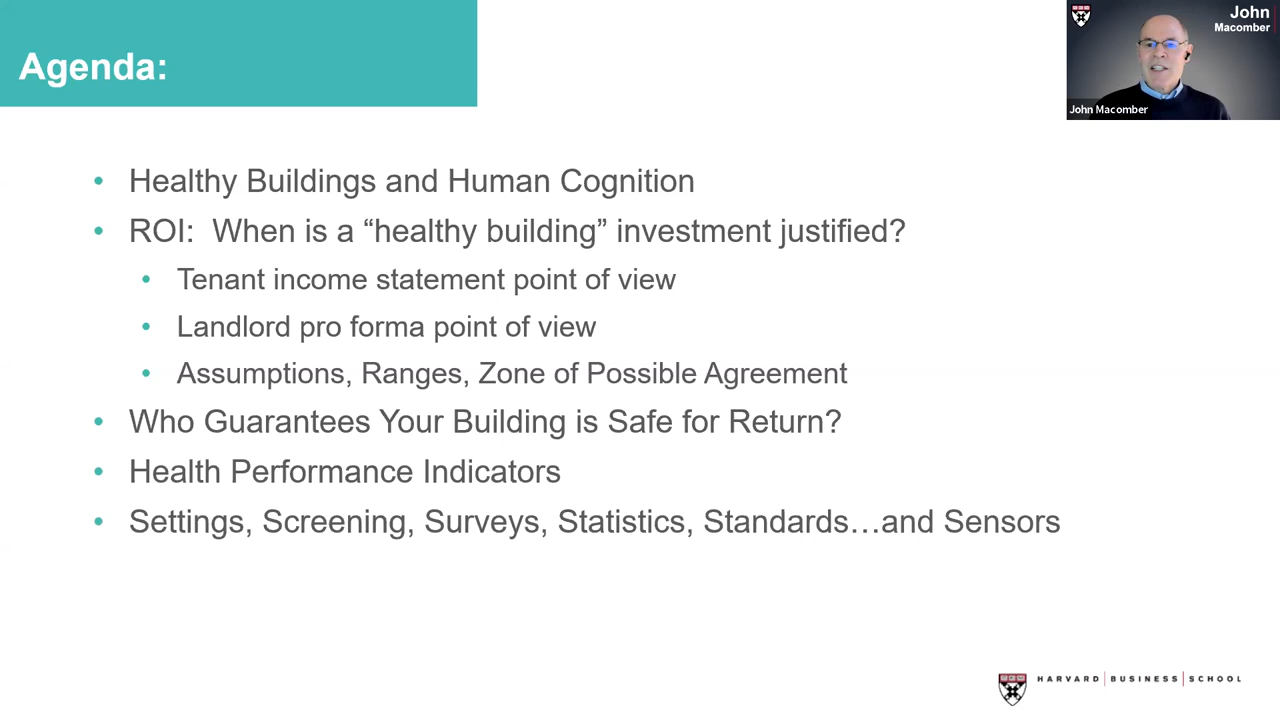 Agenda:
John
Macomber
John Macomber
• Healthy Buildings and Human Cognition
• ROI: When is a “healthy building” investment justified?
• Tenant income statement point of view
• Landlord pro forma point of view
• Assumptions, Ranges, Zone of Possible Agreement
• Who Guarantees Your Building is Safe for Return?
• Health Performance Indicators
• Settings, Screening, Surveys, Statistics, Standards…and Sensors
HARVARD | BUSINESS | SCHOOL